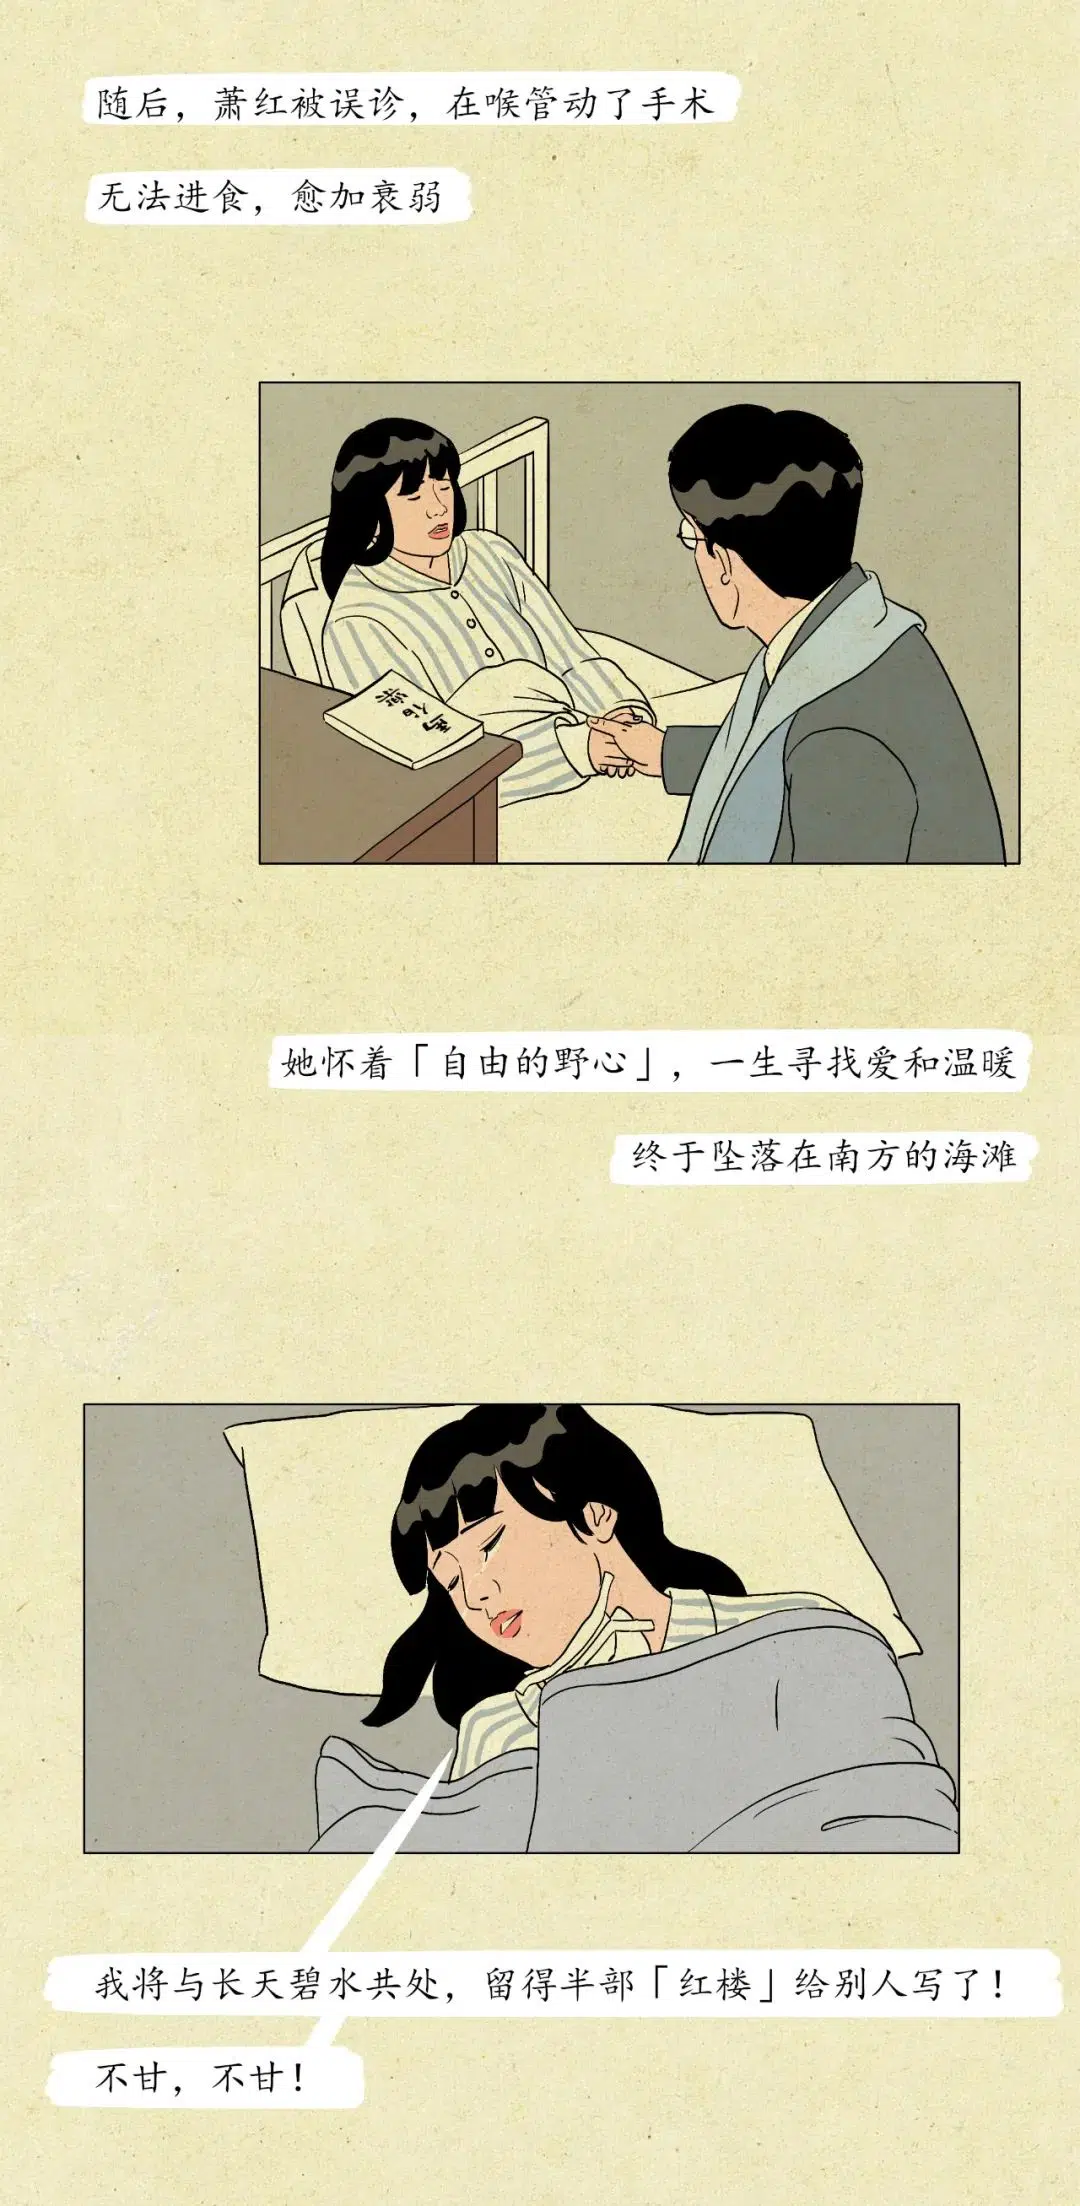 随后，萧红被误诊，在喉管动了手术
无法进食，愈加衰弱
馬伯樂
她怀着「自由的野心」，一生寻找爱和温暖
终于坠落在南方的海滩
我将与长天碧水共处，留得半部「红楼」给别人写了！
不甘，不甘！